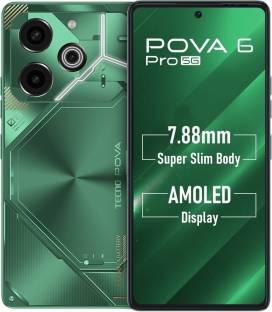 POVA 6
Pro 5G
7.88mm
Super Slim Body
AMOLED
Display
TECNO POVA